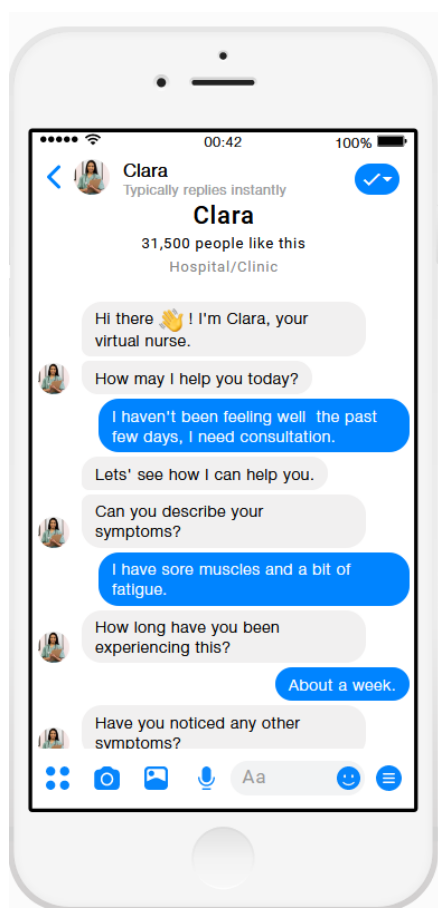 00:42
100%
Clara
Typically replies instantly
Clara
31,500 people like this
Hospital/Clinic
Hi there 👋 ! I'm Clara, your
virtual nurse.
How may I help you today?
I haven't been feeling well  the past
few days, I need consultation.
Lets' see how I can help you.
Can you describe your
symptoms?
I have sore muscles and a bit of
fatigue.
How long have you been
experiencing this?
About a week.
Have you noticed any other
symptoms?
Aa